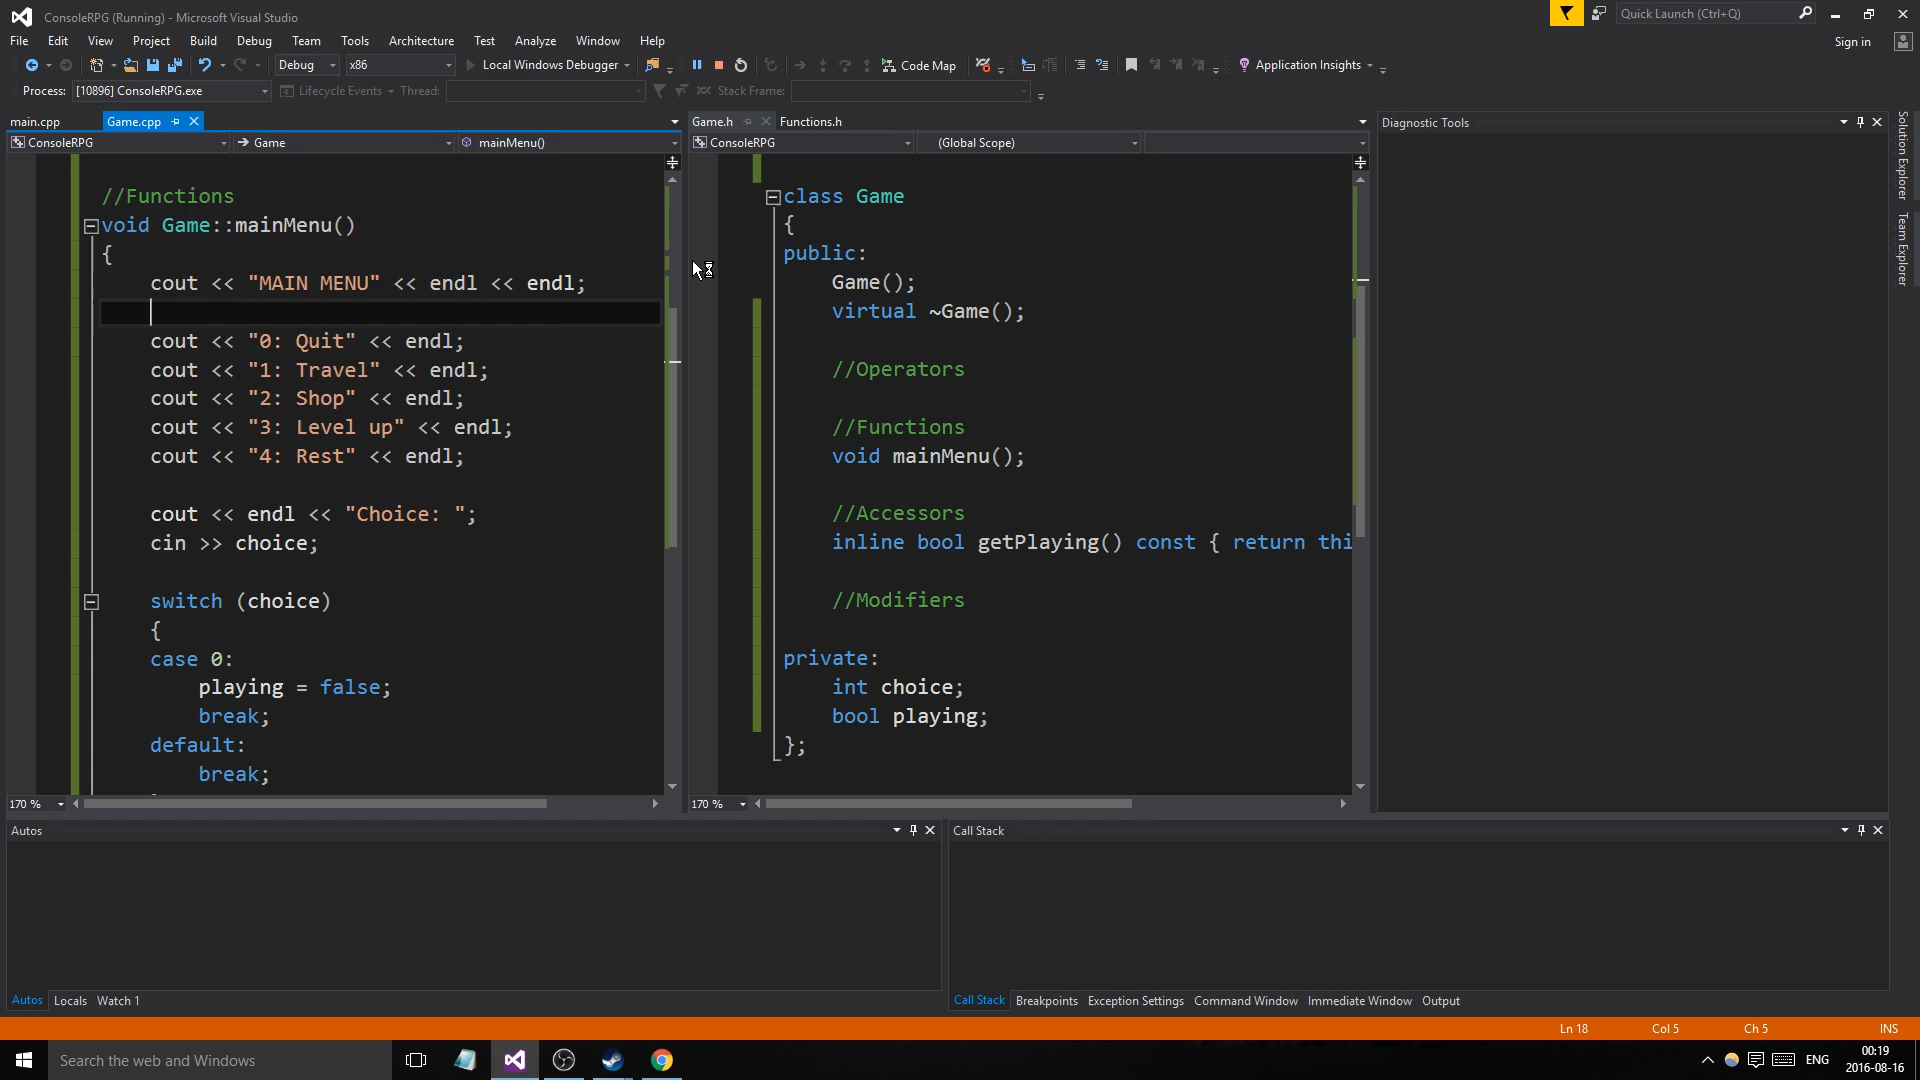 ConsoleRPG (Running) - Microsoft Visual Studio
Quick Launch (Ctrl+Q)
File Edit View Project Build Debug Team Tools Architecture Test Analyze Window Help
Sign in
Debug x86 Local Windows Debugger Code Map Application Insights
Process: [10896] ConsoleRPG.exe Lifecycle Events Thread: Stack Frame:
main.cpp Game.cpp
ConsoleRPG Game mainMenu()
//Functions
void Game::mainMenu()
{
cout << "MAIN MENU" << endl << endl;
cout << "0: Quit" << endl;
cout << "1: Travel" << endl;
cout << "2: Shop" << endl;
cout << "3: Level up" << endl;
cout << "4: Rest" << endl;
cout << endl << "Choice: ";
cin >> choice;
switch (choice)
{
case 0:
playing = false;
break;
default:
break;
170 %
Game.h Functions.h
ConsoleRPG (Global Scope)
class Game
{
public:
Game();
virtual ~Game();
//Operators
//Functions
void mainMenu();
//Accessors
inline bool getPlaying() const { return thi
//Modifiers
private:
int choice;
bool playing;
};
170 %
Diagnostic Tools
Solution Explorer
Team Explorer
Autos
Autos Locals Watch 1
Call Stack
Call Stack Breakpoints Exception Settings Command Window Immediate Window Output
Ln 18 Col 5 Ch 5 INS
Search the web and Windows
ENG
00:19
2016-08-16